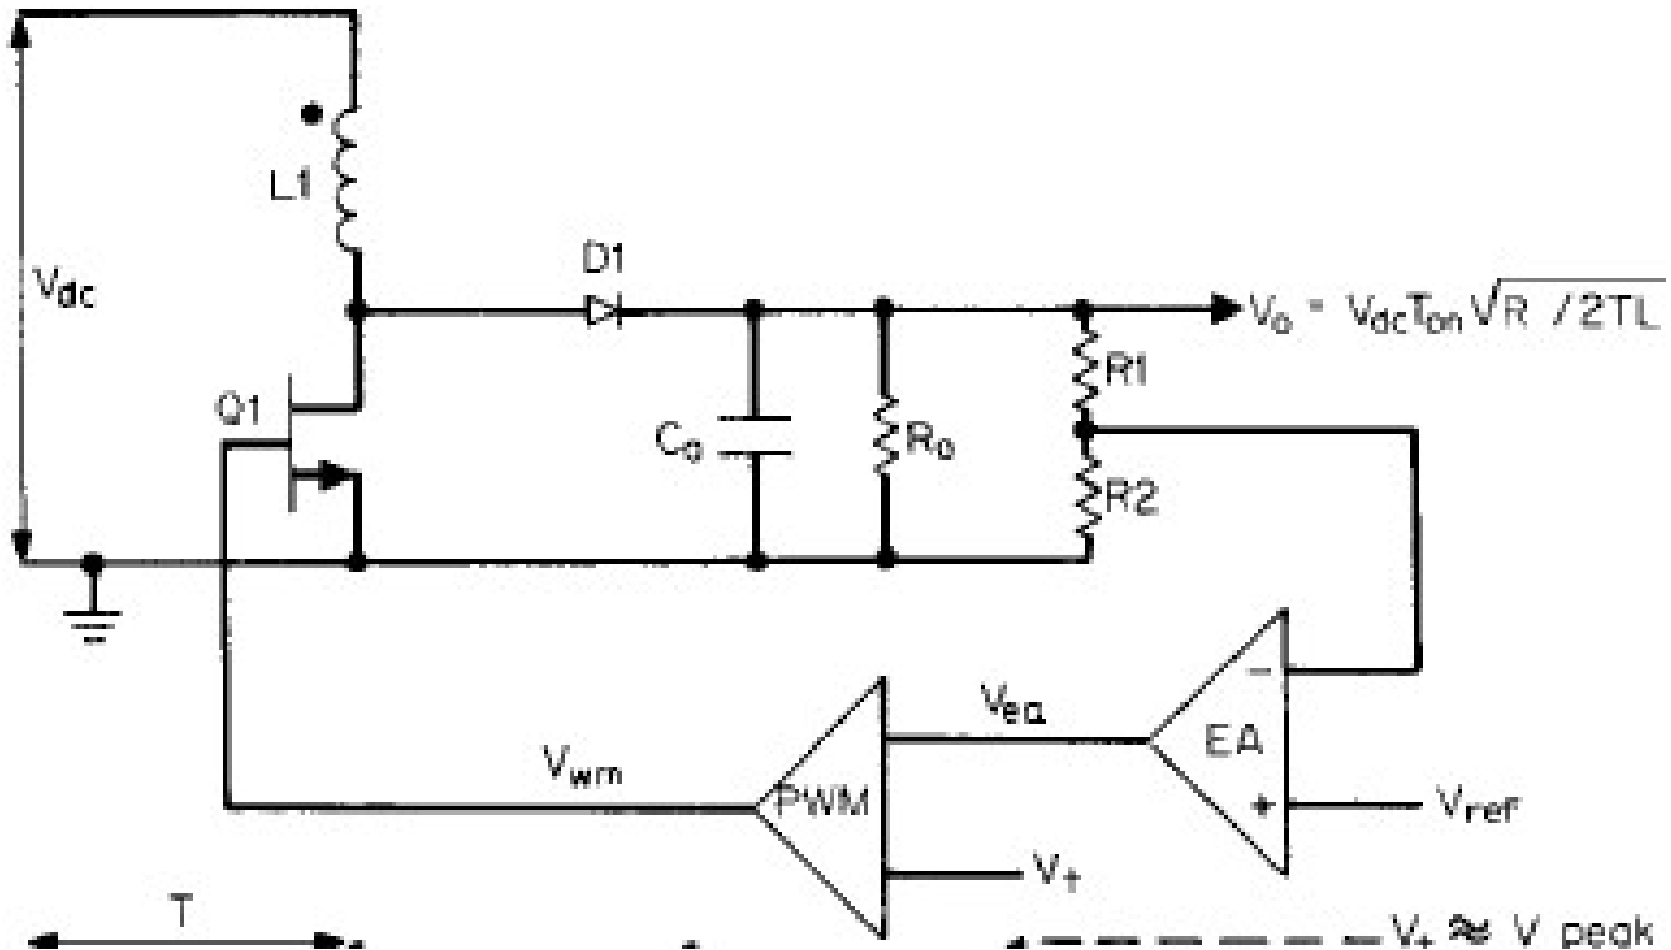 L1
Vdc
D1
Vo = VdcTon√R /2TL
R1
Q1
Co
Ro
R2
Vea
EA
−
+
Vwm
PWM
Vref
Vt
T
Vt ≈ V peak